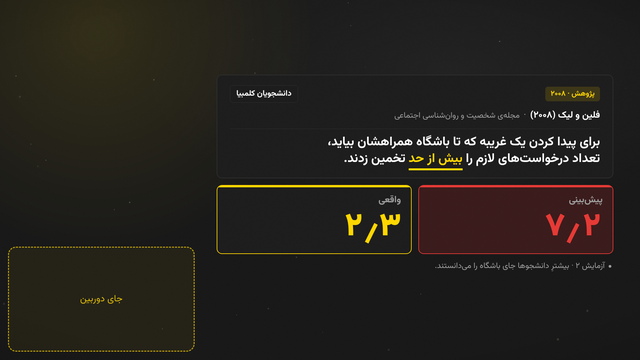 پژوهش · ۲۰۰۸
دانشجویان کلمبیا
فلین و لیک (۲۰۰۸) · مجله‌ی شخصیت و روان‌شناسی اجتماعی
برای پیدا کردن یک غریبه که تا باشگاه همراهشان بیاید،
تعداد درخواست‌های لازم را بیش از حد تخمین زدند.
پیش‌بینی
۷٫۲
واقعی
۲٫۳
• آزمایش ۲ · بیشترِ دانشجوها جای باشگاه را می‌دانستند.
جای دوربین